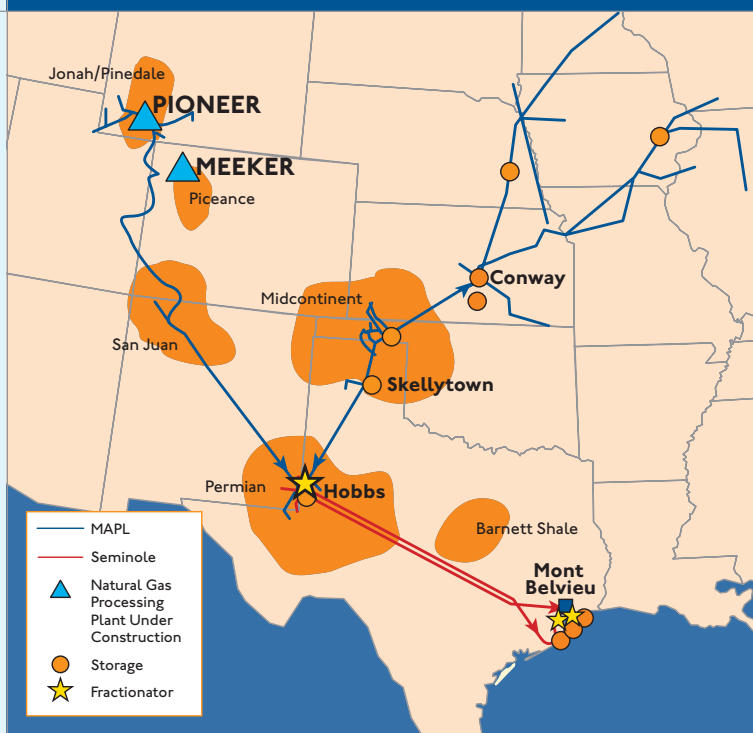 Jonah/Pinedale
PIONEER
MEEKER
Piceance
Midcontinent
Conway
San Juan
Skellytown
Permian
Hobbs
Barnett Shale
Mont
Belvieu
MAPL
Seminole
Natural Gas
Processing
Plant Under
Construction
Storage
Fractionator